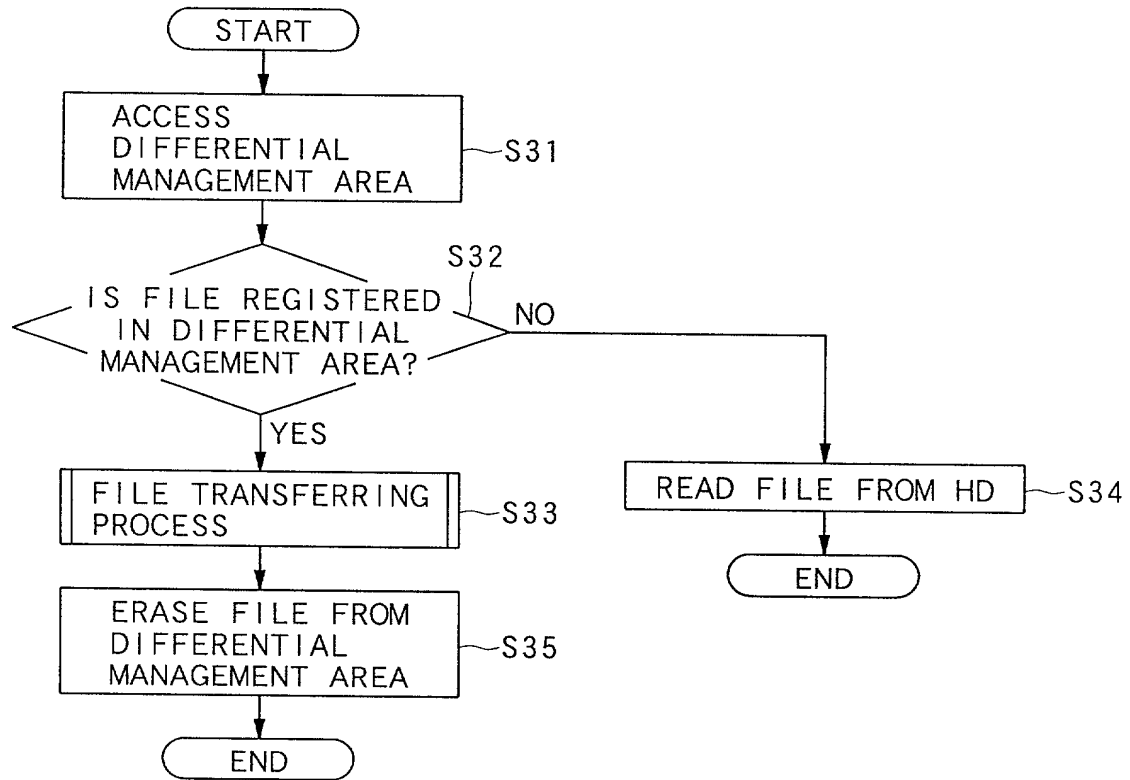 START
ACCESS
DIFFERENTIAL
MANAGEMENT AREA
S31
S32
IS FILE REGISTERED
IN DIFFERENTIAL
MANAGEMENT AREA?
NO
YES
FILE TRANSFERRING
PROCESS
S33
READ FILE FROM HD
S34
END
ERASE FILE FROM
DIFFERENTIAL
MANAGEMENT AREA
S35
END